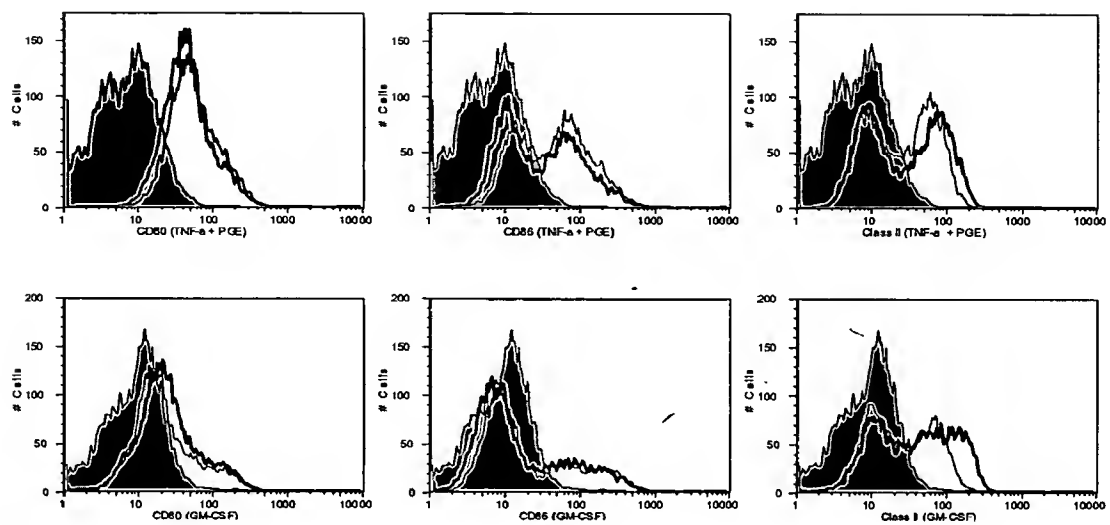 # Cells
150
100
50
0
1 10 100 1000 10000
CD80 (TNF-a + PGE)
# Cells
150
100
50
0
1 10 100 1000 10000
CD86 (TNF-a + PGE)
# Cells
150
100
50
0
1 10 100 1000 10000
Class II (TNF-a + PGE)
# Cells
200
150
100
50
0
1 10 100 1000 10000
CD80 (GM-CSF)
# Cells
200
150
100
50
0
1 10 100 1000 10000
CD86 (GM-CSF)
# Cells
200
150
100
50
0
1 10 100 1000 10000
Class II (GM-CSF)